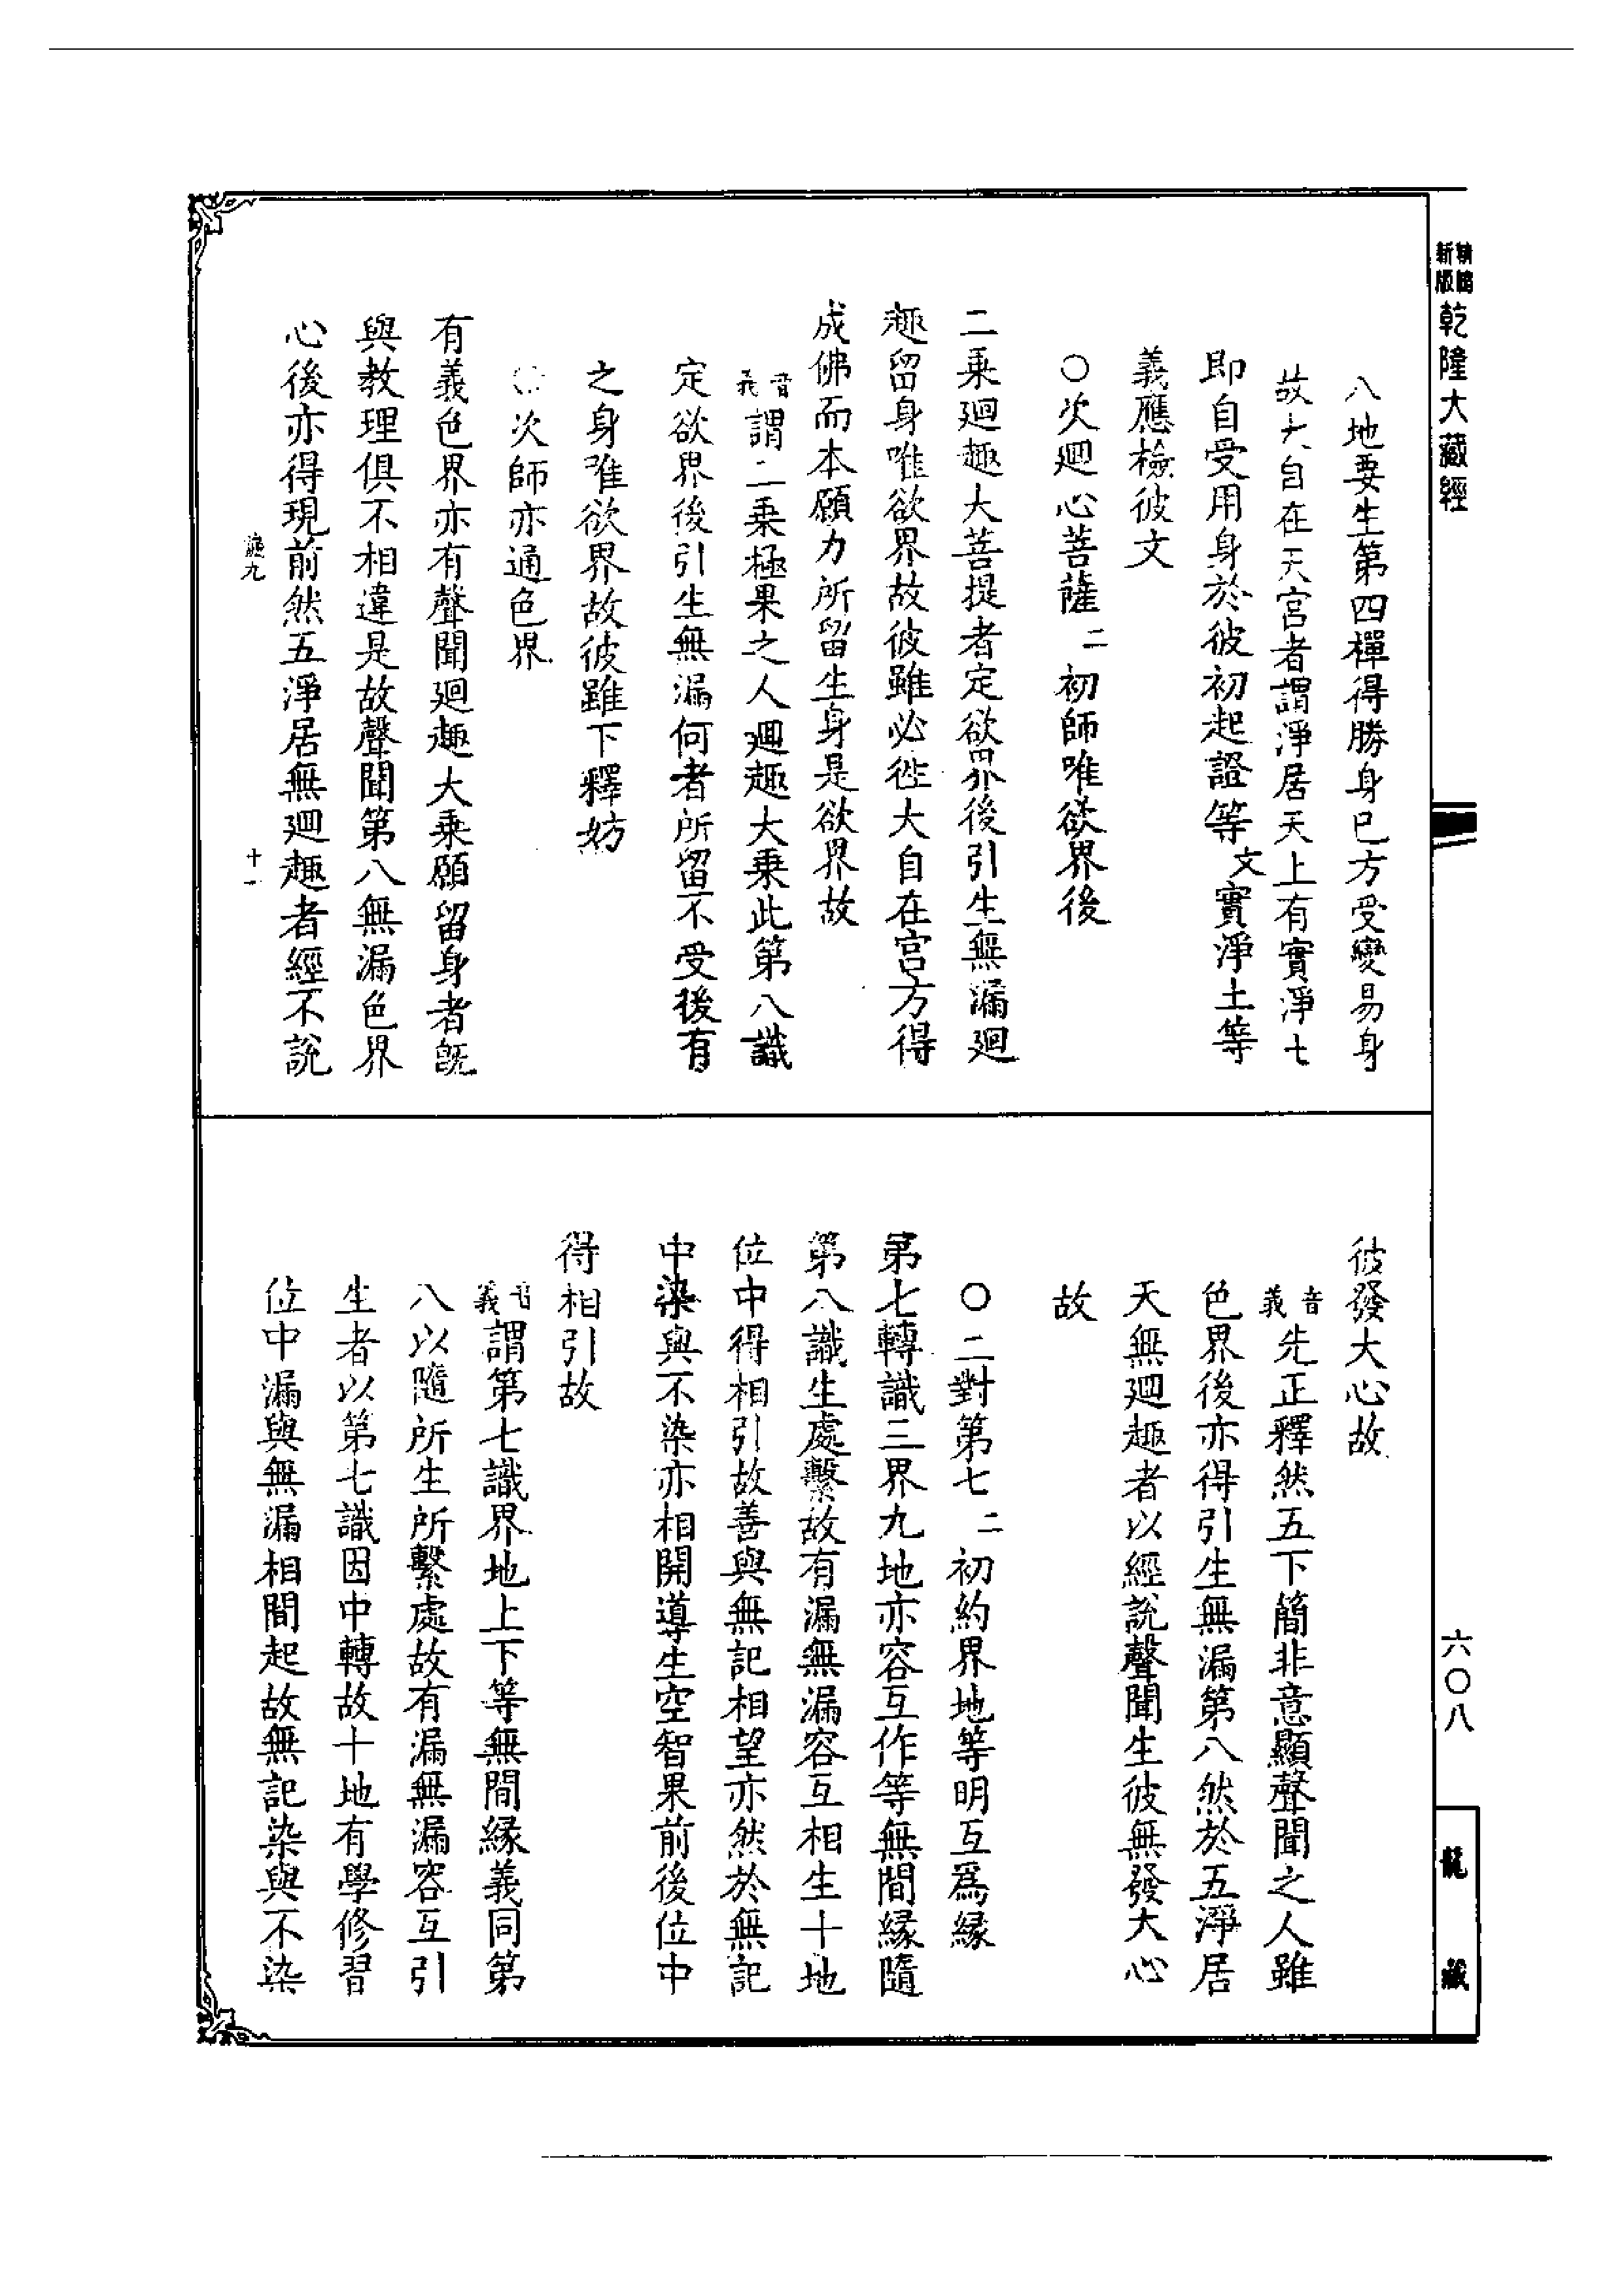 新版
乾隆大藏經
八地要生第四禪得勝身已方受變易身
故大自在天宮者謂淨居天上有實淨七
即自受用身於彼初起證等文實淨土等
義應檢彼文
○次迴心菩薩二初師唯欲界後
二乘迴趣大菩提者定欲界後引生無漏迴
趣留身唯欲界故彼雖必往大自在宮方得
成佛而本願力所留生身是欲界故
音義謂二乘極果之人迴趣大乘此第八識
定欲界後引生無漏何者所留不受後有
之身唯欲界故彼雖下釋妨
○次師亦通色界
有義色界亦有聲聞迴趣大乘願留身者既
與教理俱不相違是故聲聞第八無漏色界
心後亦得現前然五淨居無迴趣者經不說
九 十一
彼發大心故
音義先正釋然五下簡非意顯聲聞之人雖
色界後亦得引生無漏第八然於五淨居
天無迴趣者以經說聲聞生彼無發大心
故
○二對第七二初約界地等明互爲緣
第七轉識三界九地亦容互作等無間緣隨
第八識生處繫故有漏無漏容互相生十地
位中得相引故善與無記相望亦然於無記
中染與不染亦相開導生空智果前後位中
得相引故
音義謂第七識界地上下等無間緣義同第
八以隨所生所繫處故有漏無漏容互引
生者以第七識因中轉故十地有學修習
位中漏與無漏相間起故無記染與不染
六〇八
龍藏